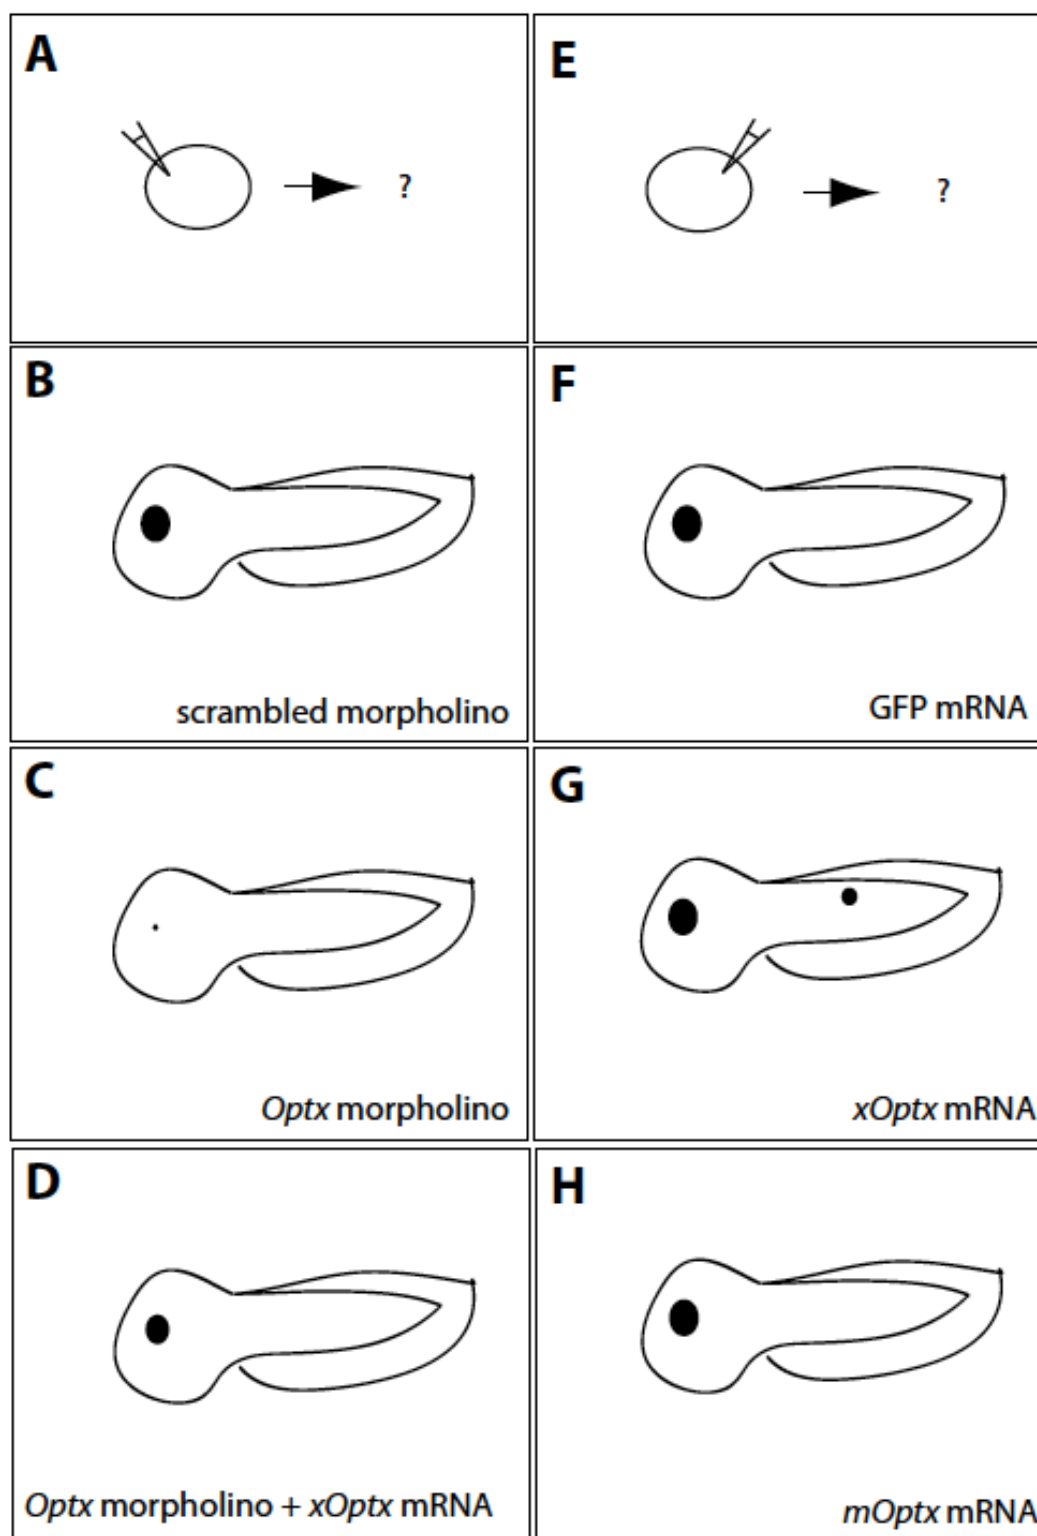 A
?
E
?
B
scrambled morpholino
F
GFP mRNA
C
Optx morpholino
G
xOptx mRNA
D
Optx morpholino + xOptx mRNA
H
mOptx mRNA